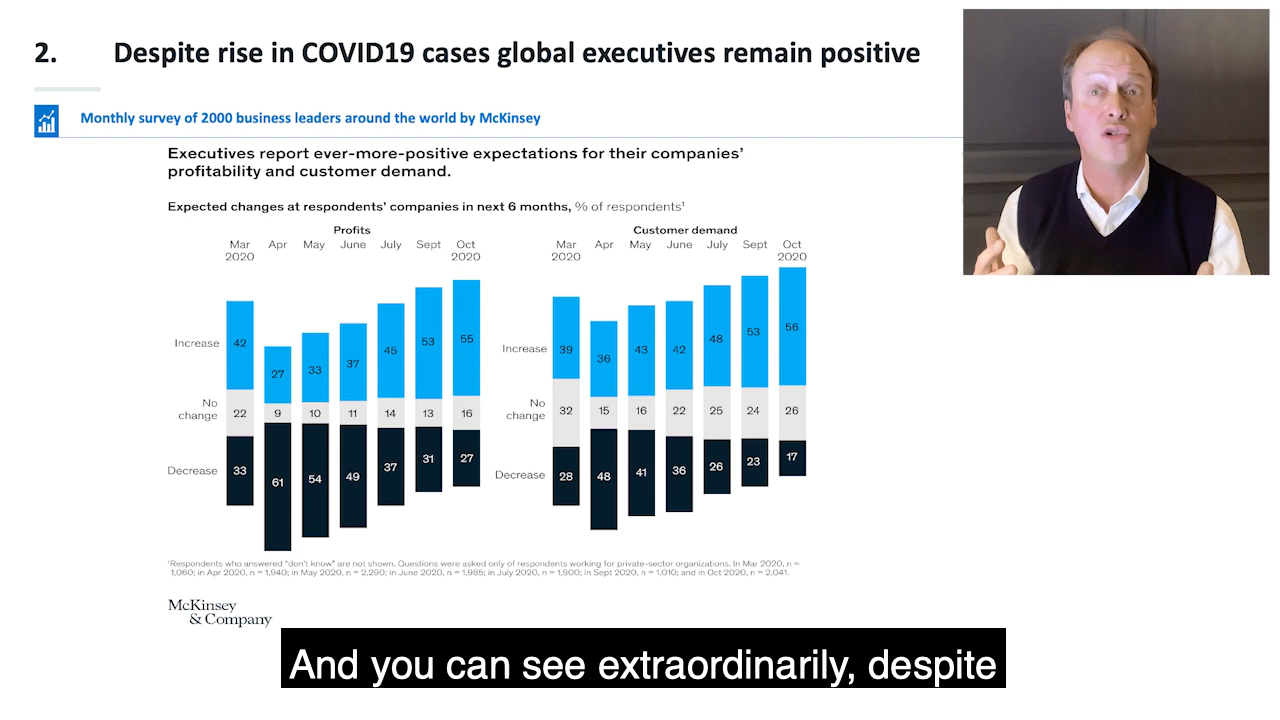 2. Despite rise in COVID19 cases global executives remain positive
Monthly survey of 2000 business leaders around the world by McKinsey
Executives report ever-more-positive expectations for their companies’
profitability and customer demand.
Expected changes at respondents’ companies in next 6 months, % of respondents¹
Profits
Mar Apr May June July Sept Oct
2020 2020
Increase 42 27 33 37 45 53 55
No
change 22 9 10 11 14 13 16
Decrease 33 61 54 49 37 31 27
Customer demand
Mar Apr May June July Sept Oct
2020 2020
Increase 39 36 43 42 48 53 56
No
change 32 15 16 22 25 24 26
Decrease 28 48 41 36 26 23 17
¹Respondents who answered “don’t know” are not shown. Questions were asked only of respondents working for private-sector organizations. In Mar 2020, n =
1,060; in Apr 2020, n = 1,940; in May 2020, n = 2,290; in June 2020, n = 1,985; in July 2020, n = 1,900; in Sept 2020, n = 1,010; and in Oct 2020, n = 2,041.
McKinsey
& Company
And you can see extraordinarily, despite